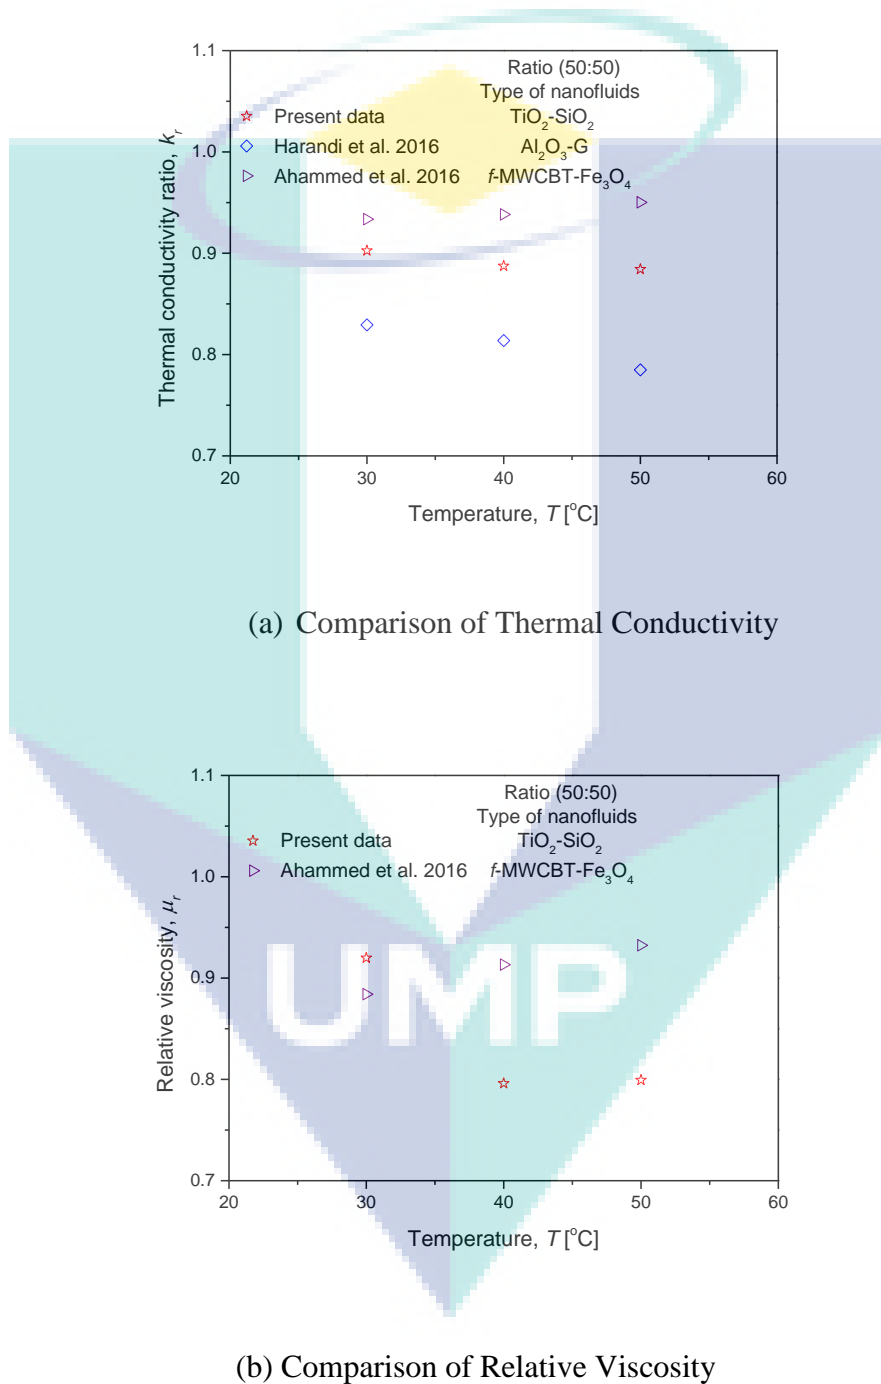 1.1
Ratio (50:50)
Type of nanofluids
Present data TiO₂-SiO₂
Harandi et al. 2016 Al₂O₃-G
Ahammed et al. 2016 f-MWCBT-Fe₃O₄
1.0
0.9
0.8
0.7
Thermal conductivity ratio, kᵣ
20 30 40 50 60
Temperature, T [°C]
(a) Comparison of Thermal Conductivity
1.1
Ratio (50:50)
Type of nanofluids
Present data TiO₂-SiO₂
Ahammed et al. 2016 f-MWCBT-Fe₃O₄
1.0
0.9
0.8
0.7
Relative viscosity, μᵣ
UMP
20 30 40 50 60
Temperature, T [°C]
(b) Comparison of Relative Viscosity